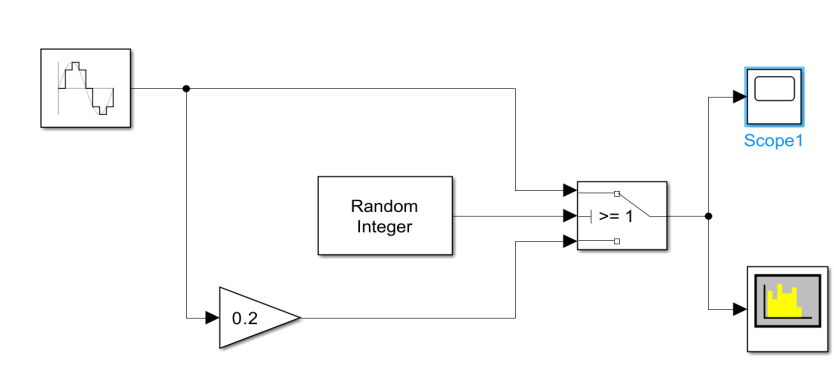 Scope1
Random
Integer
>= 1
0.2